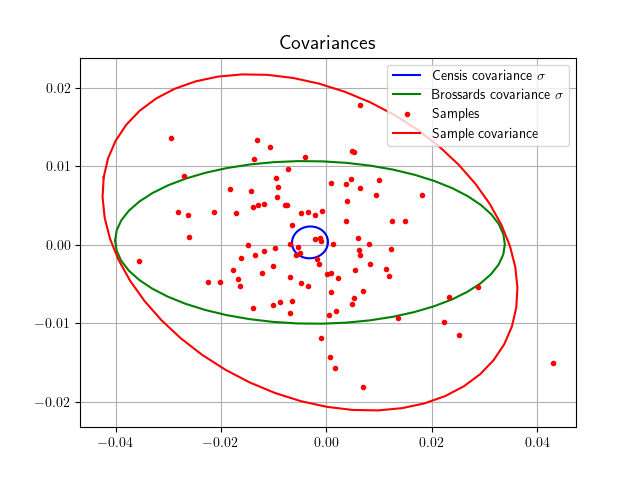 Covariances
Censis covariance σ
Brossards covariance σ
Samples
Sample covariance
0.02
0.01
0.00
−0.01
−0.02
−0.04 −0.02 0.00 0.02 0.04